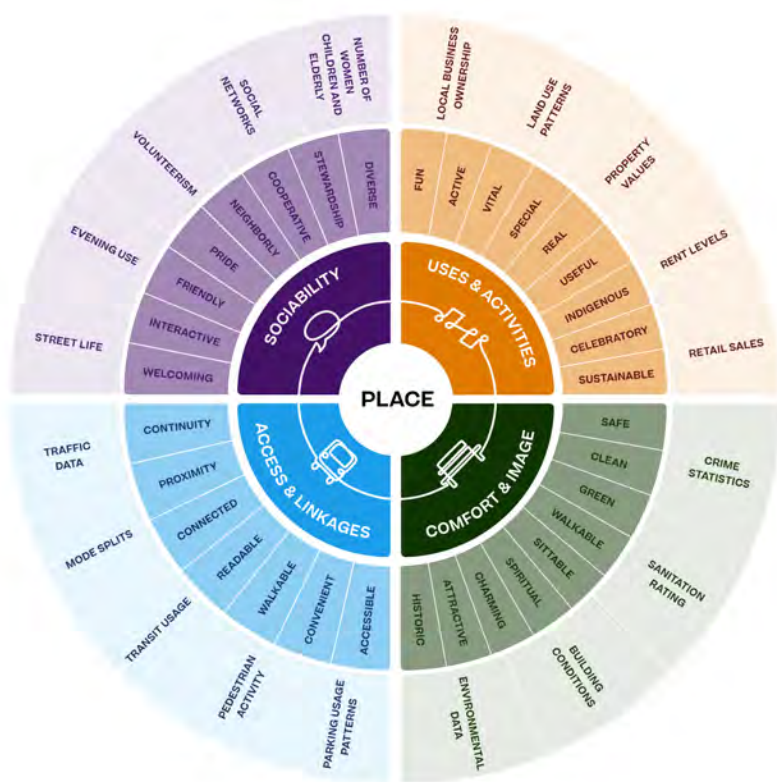 PLACE
SOCIABILITY
DIVERSE
STEWARDSHIP
COOPERATIVE
NEIGHBORLY
PRIDE
FRIENDLY
INTERACTIVE
WELCOMING
NUMBER OF
WOMEN
CHILDREN AND
ELDERLY
SOCIAL
NETWORKS
VOLUNTEERISM
EVENING USE
STREET LIFE
USES & ACTIVITIES
FUN
ACTIVE
VITAL
SPECIAL
REAL
USEFUL
INDIGENOUS
CELEBRATORY
SUSTAINABLE
LOCAL BUSINESS
OWNERSHIP
LAND USE
PATTERNS
PROPERTY
VALUES
RENT LEVELS
RETAIL SALES
ACCESS & LINKAGES
CONTINUITY
PROXIMITY
CONNECTED
READABLE
WALKABLE
CONVENIENT
ACCESSIBLE
TRAFFIC
DATA
MODE SPLITS
TRANSIT USAGE
PEDESTRIAN
ACTIVITY
PARKING USAGE
PATTERNS
COMFORT & IMAGE
SAFE
CLEAN
GREEN
WALKABLE
SITTABLE
SPIRITUAL
CHARMING
ATTRACTIVE
HISTORIC
CRIME
STATISTICS
SANITATION
RATING
BUILDING
CONDITIONS
ENVIRONMENTAL
DATA